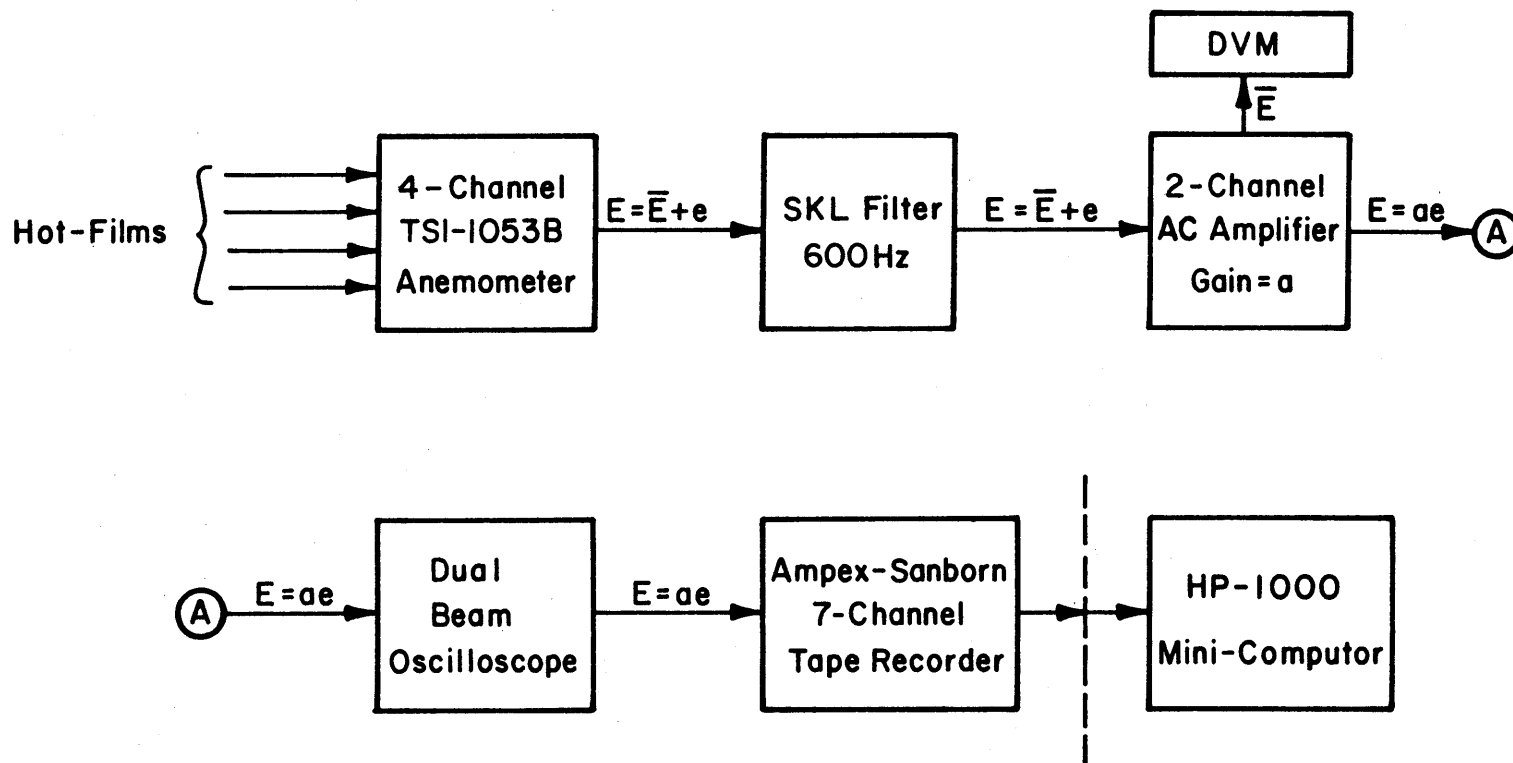 DVM
Ē
Hot-Films
4-Channel
TSI-1053B
Anemometer
E=Ē+e
SKL Filter
600Hz
E=Ē+e
2-Channel
AC Amplifier
Gain=a
E=ae
A
A
E=ae
Dual
Beam
Oscilloscope
E=ae
Ampex-Sanborn
7-Channel
Tape Recorder
HP-1000
Mini-Computor